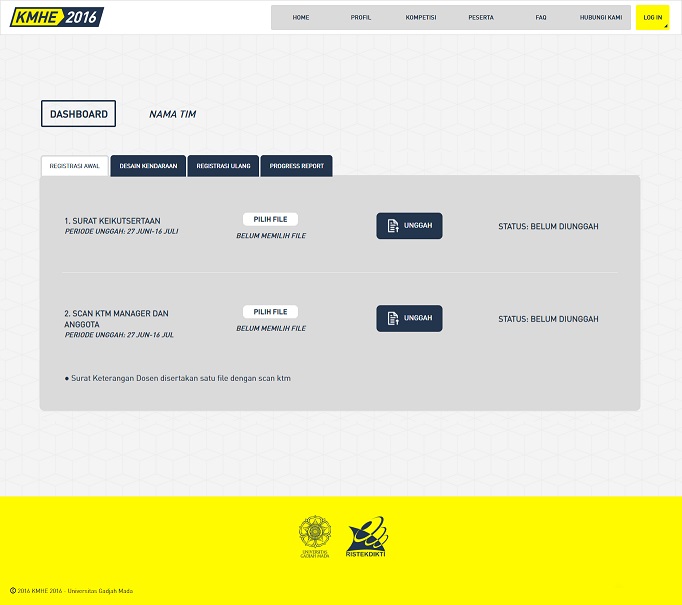 KMHE 2016
HOME PROFIL KOMPETISI PESERTA FAQ HUBUNGI KAMI LOG IN
DASHBOARD NAMA TIM
REGISTRASI AWAL DESAIN KENDARAAN REGISTRASI ULANG PROGRESS REPORT
1. SURAT KEIKUTSERTAAN
PERIODE UNGGAH: 27 JUNI-16 JULI
PILIH FILE
BELUM MEMILIH FILE
UNGGAH
STATUS: BELUM DIUNGGAH
2. SCAN KTM MANAGER DAN
ANGGOTA
PERIODE UNGGAH: 27 JUN-16 JUL
PILIH FILE
BELUM MEMILIH FILE
UNGGAH
STATUS: BELUM DIUNGGAH
● Surat Keterangan Dosen disertakan satu file dengan scan ktm
UNIVERSITAS
GADJAH MADA
RISTEKDIKTI
© 2016 KMHE 2016 - Universitas Gadjah Mada